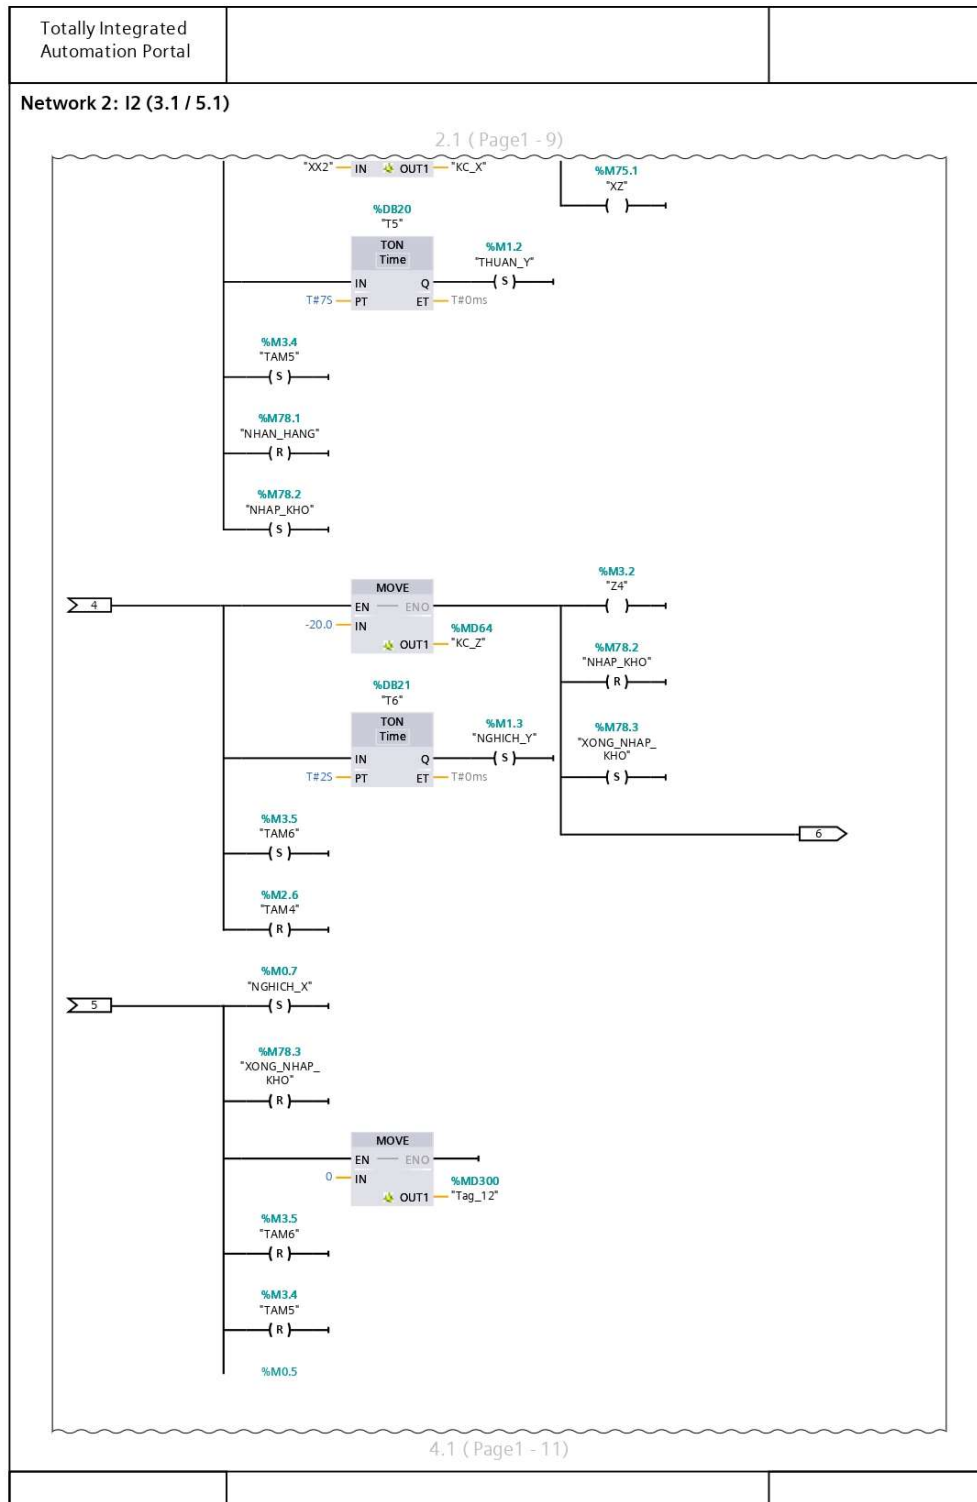 Totally Integrated
Automation Portal
Network 2: I2 (3.1 / 5.1)
2.1 ( Page1 - 9)
"XX2" IN OUT1 "KC_X"
%M75.1
"XZ"
( )
%DB20
"T5"
TON
Time
%M1.2
"THUAN_Y"
IN Q ( S )
T#7S PT ET T#0ms
%M3.4
"TAM5"
( S )
%M78.1
"NHAN_HANG"
( R )
%M78.2
"NHAP_KHO"
( S )
4
MOVE
EN ENO
-20.0 IN
%MD64
OUT1 "KC_Z"
%M3.2
"Z4"
( )
%M78.2
"NHAP_KHO"
( R )
%DB21
"T6"
TON
Time
%M1.3
"NGHICH_Y"
IN Q ( S )
T#2S PT ET T#0ms
%M78.3
"XONG_NHAP_
KHO"
( S )
6
%M3.5
"TAM6"
( S )
%M2.6
"TAM4"
( R )
5
%M0.7
"NGHICH_X"
( S )
%M78.3
"XONG_NHAP_
KHO"
( R )
MOVE
EN ENO
0 IN
%MD300
OUT1 "Tag_12"
%M3.5
"TAM6"
( R )
%M3.4
"TAM5"
( R )
%M0.5
4.1 ( Page1 - 11)